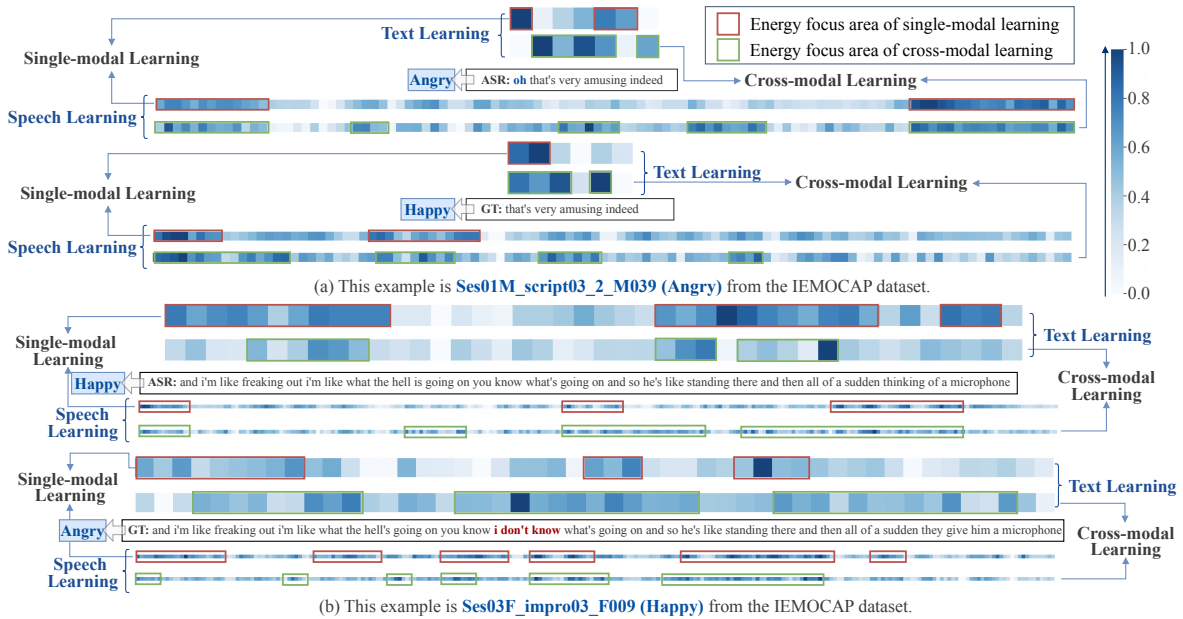 Text Learning
Energy focus area of single-modal learning
Energy focus area of cross-modal learning
1.0
0.8
0.6
0.4
0.2
0.0
Single-modal Learning
Angry
ASR: oh that's very amusing indeed
Cross-modal Learning
Speech Learning
Text Learning
Single-modal Learning
Cross-modal Learning
Happy
GT: that's very amusing indeed
Speech Learning
(a) This example is Ses01M_script03_2_M039 (Angry) from the IEMOCAP dataset.
Text Learning
Single-modal
Learning
Happy
ASR: and i'm like freaking out i'm like what the hell is going on you know what's going on and so he's like standing there and then all of a sudden thinking of a microphone
Cross-modal
Learning
Speech
Learning
Single-modal
Learning
Text Learning
Angry
GT: and i'm like freaking out i'm like what the hell's going on you know i don't know what's going on and so he's like standing there and then all of a sudden they give him a microphone
Cross-modal
Learning
Speech
Learning
(b) This example is Ses03F_impro03_F009 (Happy) from the IEMOCAP dataset.